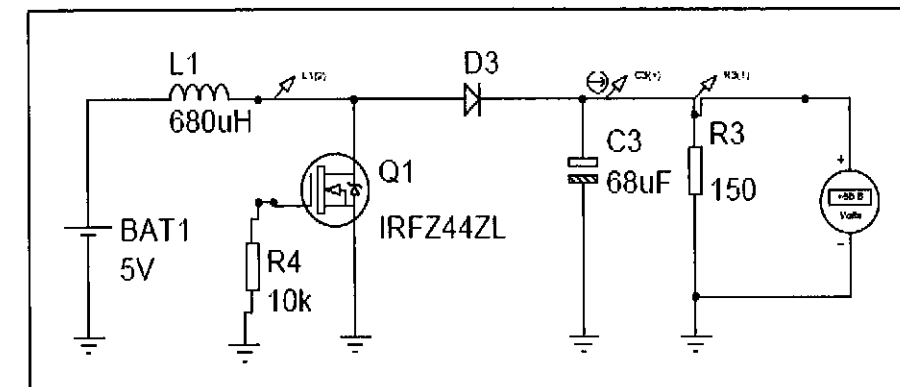 L1
680uH
D3
Q1
IRFZ44ZL
BAT1
5V
R4
10k
C3
68uF
R3
150
+
Volts
−